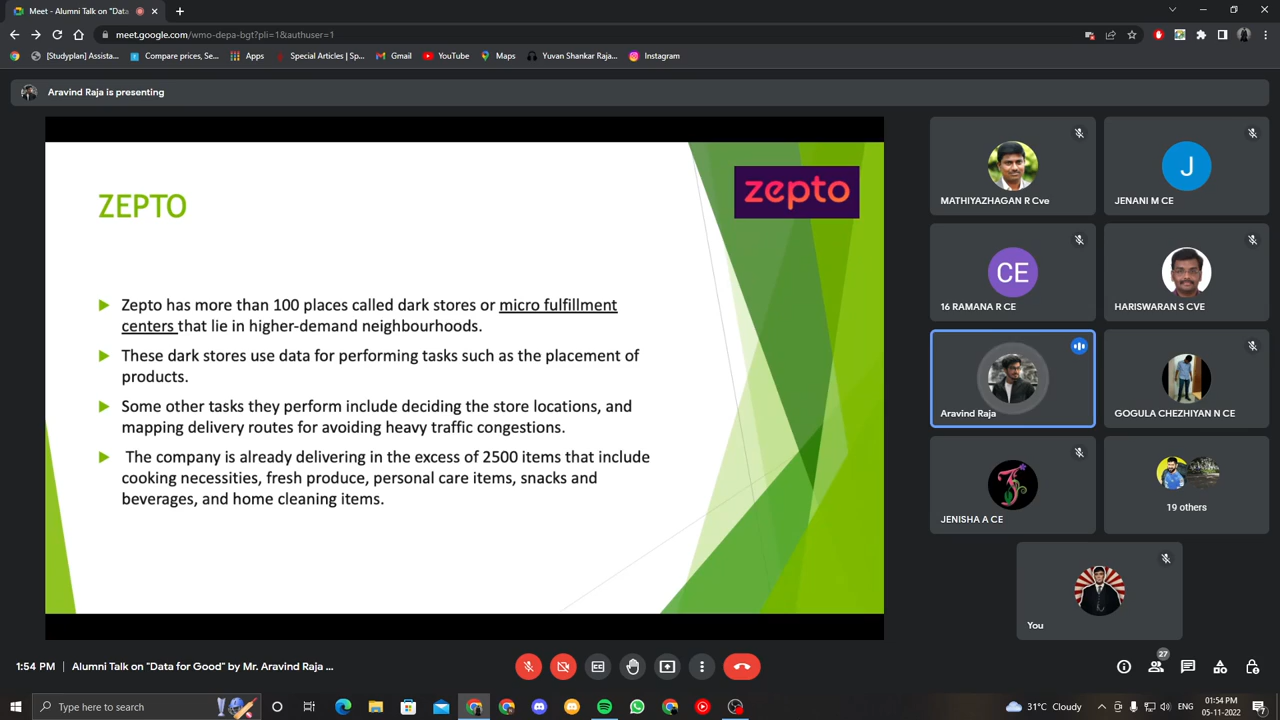 Meet - Alumni Talk on "Data
meet.google.com/wmo-depa-bgt?pli=1&authuser=1
[Studyplan] Assista... Compare prices, Se... Apps Special Articles | Sp... Gmail YouTube Maps Yuvan Shankar Raja... Instagram
Aravind Raja is presenting
zepto
ZEPTO
Zepto has more than 100 places called dark stores or micro fulfillment
centers that lie in higher-demand neighbourhoods.
These dark stores use data for performing tasks such as the placement of
products.
Some other tasks they perform include deciding the store locations, and
mapping delivery routes for avoiding heavy traffic congestions.
The company is already delivering in the excess of 2500 items that include
cooking necessities, fresh produce, personal care items, snacks and
beverages, and home cleaning items.
MATHIYAZHAGAN R Cve
J
JENANI M CE
CE
16 RAMANA R CE
HARISWARAN S CVE
Aravind Raja
GOGULA CHEZHIYAN N CE
JENISHA A CE
19 others
You
1:54 PM | Alumni Talk on "Data for Good" by Mr. Aravind Raja ...
27
Type here to search
31°C Cloudy
ENG
01:54 PM
05-11-2022